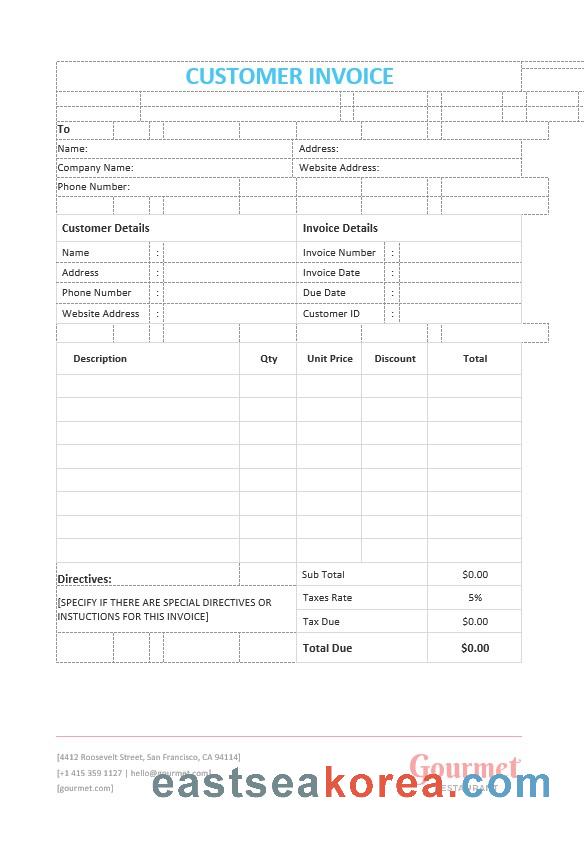 CUSTOMER INVOICE
To
Name: Address:
Company Name: Website Address:
Phone Number:
Customer Details Invoice Details
Name : Invoice Number :
Address : Invoice Date :
Phone Number : Due Date :
Website Address : Customer ID :
Description Qty Unit Price Discount Total
Directives: Sub Total $0.00
[SPECIFY IF THERE ARE SPECIAL DIRECTIVES OR
INSTUCTIONS FOR THIS INVOICE]
Taxes Rate 5%
Tax Due $0.00
Total Due $0.00
[4412 Roosevelt Street, San Francisco, CA 94114]
[+1 415 359 1127 | hello@gourmet.com]
[gourmet.com]
Gourmet
RESTAURANT
eastseakorea.com